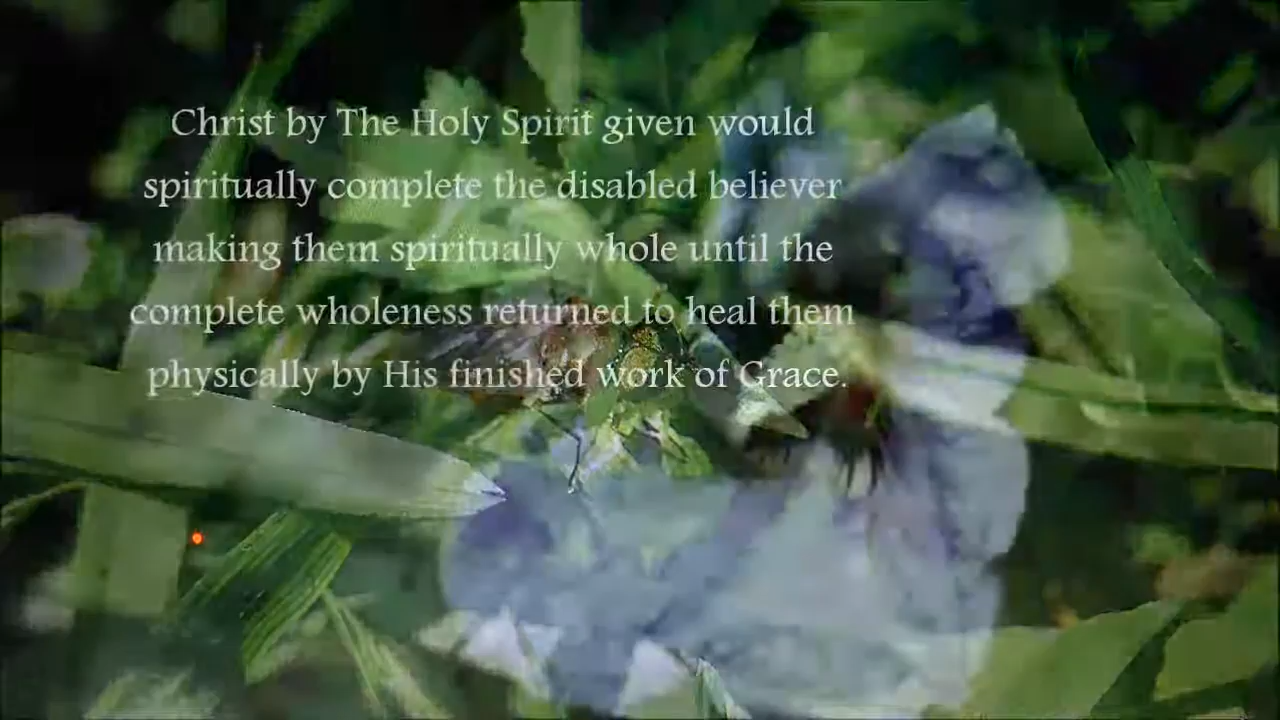 Christ by The Holy Spirit given would
spiritually complete the disabled believer
making them spiritually whole until the
complete wholeness returned to heal them
physically by His finished work of Grace.